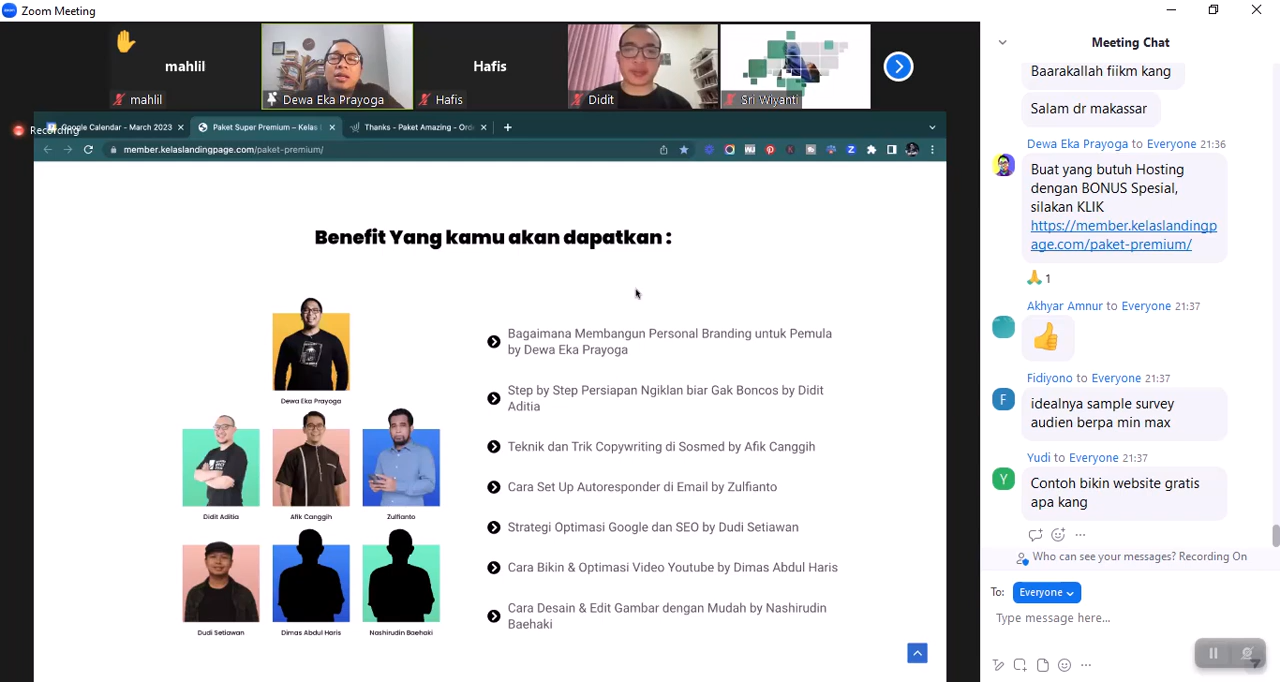 Zoom Meeting
mahlil
mahlil
Dewa Eka Prayoga
Hafis
Hafis
Didit
Sri Wiyanti
Recording
Google Calendar – March 2023
Paket Super Premium – Kelas
Thanks - Paket Amazing - Ord
member.kelaslandingpage.com/paket-premium/
Benefit Yang kamu akan dapatkan :
Dewa Eka Prayoga
Didit Aditia
Afik Canggih
Zulfianto
Dudi Setiawan
Dimas Abdul Haris
Nashirudin Baehaki
Bagaimana Membangun Personal Branding untuk Pemula
by Dewa Eka Prayoga
Step by Step Persiapan Ngiklan biar Gak Boncos by Didit
Aditia
Teknik dan Trik Copywriting di Sosmed by Afik Canggih
Cara Set Up Autoresponder di Email by Zulfianto
Strategi Optimasi Google dan SEO by Dudi Setiawan
Cara Bikin & Optimasi Video Youtube by Dimas Abdul Haris
Cara Desain & Edit Gambar dengan Mudah by Nashirudin
Baehaki
Meeting Chat
Baarakallah fiikm kang
Salam dr makassar
Dewa Eka Prayoga to Everyone 21:36
Buat yang butuh Hosting
dengan BONUS Spesial,
silakan KLIK
https://member.kelaslandingp
age.com/paket-premium/
1
Akhyar Amnur to Everyone 21:37
Fidiyono to Everyone 21:37
F
idealnya sample survey
audien berpa min max
Yudi to Everyone 21:37
Y
Contoh bikin website gratis
apa kang
Who can see your messages? Recording On
To: Everyone
Type message here...